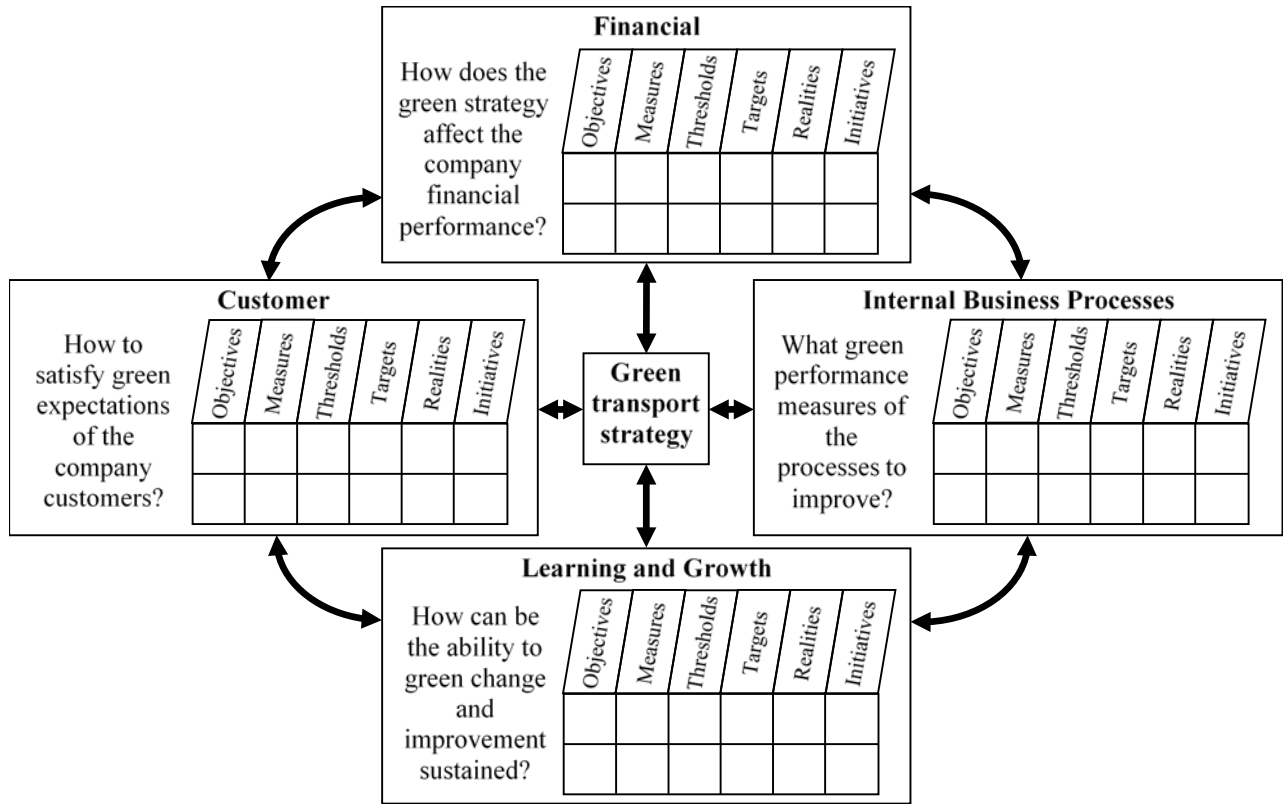 Financial
How does the
green strategy
affect the
company
financial
performance?
Objectives
Measures
Thresholds
Targets
Realities
Initiatives
Customer
How to
satisfy green
expectations
of the
company
customers?
Objectives
Measures
Thresholds
Targets
Realities
Initiatives
Green
transport
strategy
Internal Business Processes
What green
performance
measures of
the
processes to
improve?
Objectives
Measures
Thresholds
Targets
Realities
Initiatives
Learning and Growth
How can be
the ability to
green change
and
improvement
sustained?
Objectives
Measures
Thresholds
Targets
Realities
Initiatives